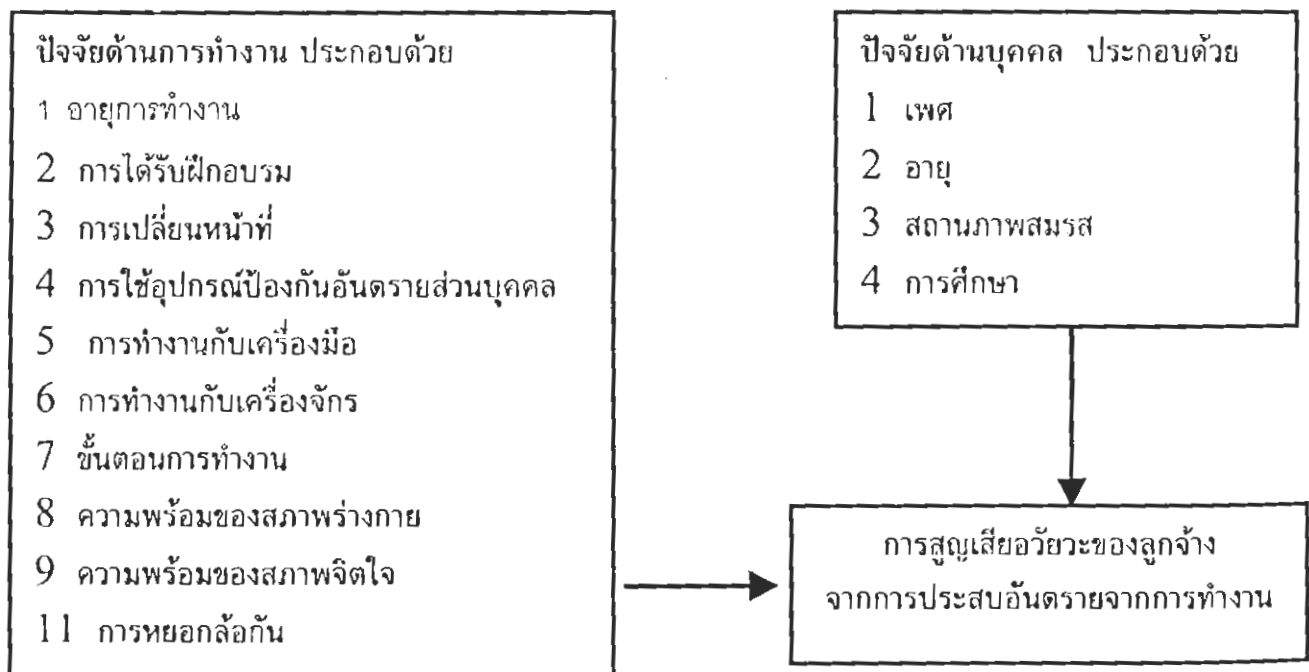 ปัจจัยด้านการทำงาน ประกอบด้วย
1 อายุการทำงาน
2 การได้รับฝึกอบรม
3 การเปลี่ยนหน้าที่
4 การใช้อุปกรณ์ป้องกันอันตรายส่วนบุคคล
5 การทำงานกับเครื่องมือ
6 การทำงานกับเครื่องจักร
7 ขั้นตอนการทำงาน
8 ความพร้อมของสภาพร่างกาย
9 ความพร้อมของสภาพจิตใจ
11 การหยอกล้อกัน
ปัจจัยด้านบุคคล ประกอบด้วย
1 เพศ
2 อายุ
3 สถานภาพสมรส
4 การศึกษา
การสูญเสียอวัยวะของลูกจ้าง
จากการประสบอันตรายจากการทำงาน